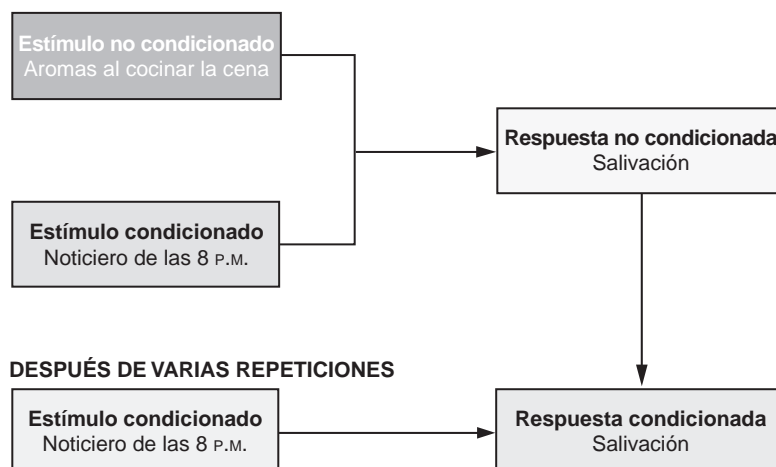 Estímulo no condicionado
Aromas al cocinar la cena
Respuesta no condicionada
Salivación
Estímulo condicionado
Noticiero de las 8 P.M.
DESPUÉS DE VARIAS REPETICIONES
Estímulo condicionado
Noticiero de las 8 P.M.
Respuesta condicionada
Salivación